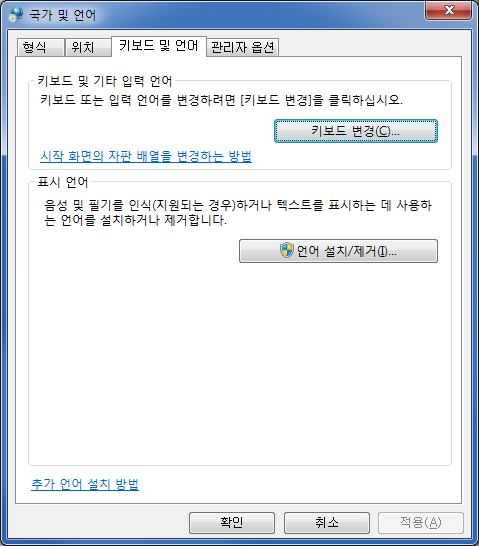 국가 및 언어
형식 위치 키보드 및 언어 관리자 옵션
키보드 및 기타 입력 언어
키보드 또는 입력 언어를 변경하려면 [키보드 변경]을 클릭하십시오.
키보드 변경(C)...
시작 화면의 자판 배열을 변경하는 방법
표시 언어
음성 및 필기를 인식(지원되는 경우)하거나 텍스트를 표시하는 데 사용하
는 언어를 설치하거나 제거합니다.
언어 설치/제거(I)...
추가 언어 설치 방법
확인 취소 적용(A)